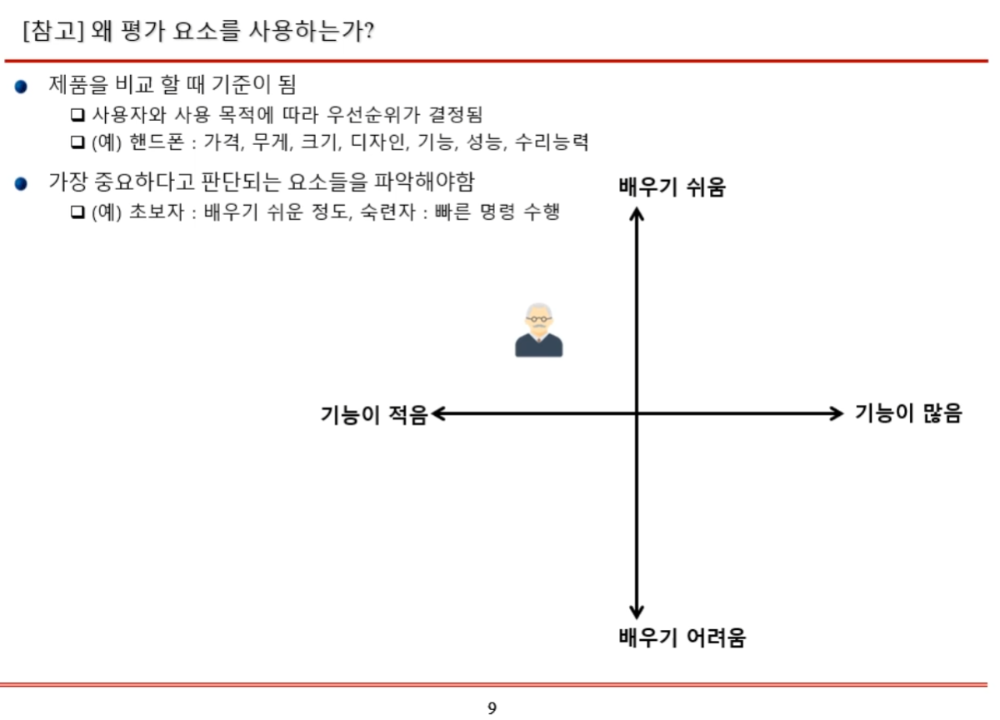 [참고] 왜 평가 요소를 사용하는가?
제품을 비교 할 때 기준이 됨
사용자와 사용 목적에 따라 우선순위가 결정됨
(예) 핸드폰 : 가격, 무게, 크기, 디자인, 기능, 성능, 수리능력
가장 중요하다고 판단되는 요소들을 파악해야함
(예) 초보자 : 배우기 쉬운 정도, 숙련자 : 빠른 명령 수행
배우기 쉬움
기능이 적음
기능이 많음
배우기 어려움
9